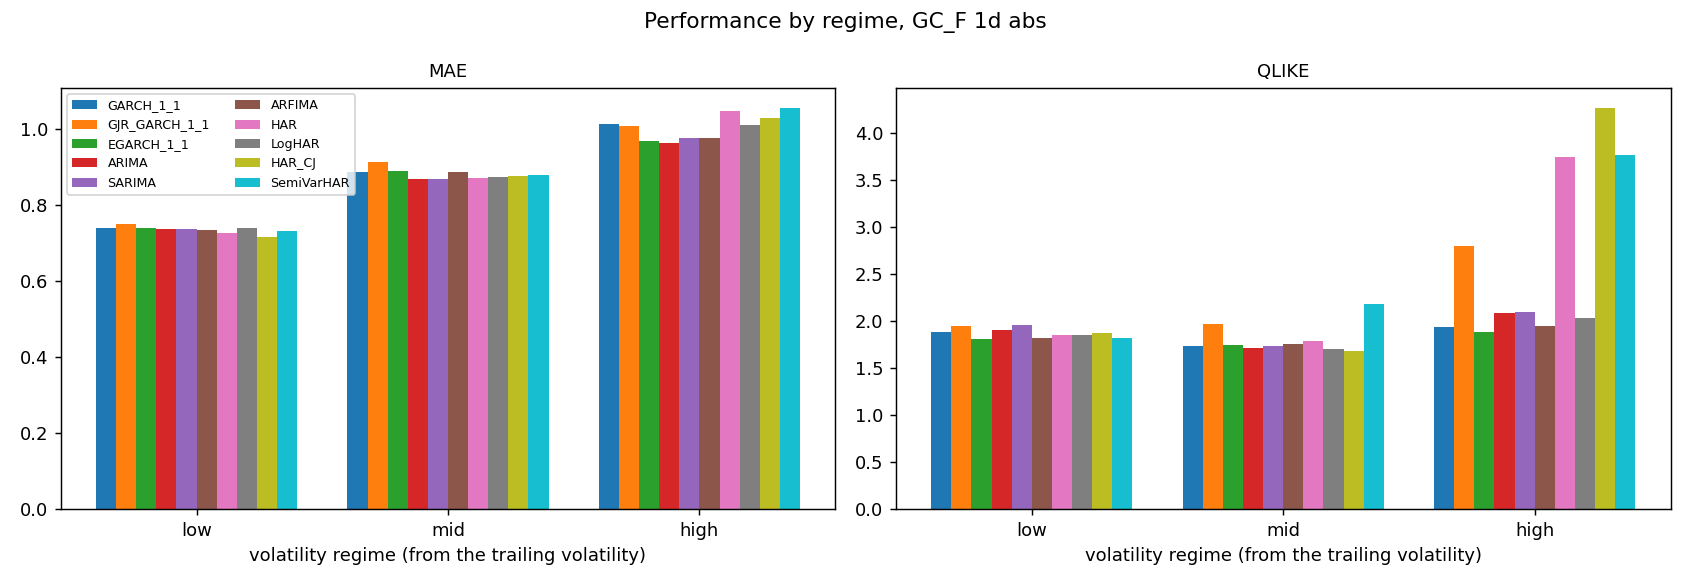 Performance by regime, GC_F 1d abs
MAE
GARCH_1_1
GJR_GARCH_1_1
EGARCH_1_1
ARIMA
SARIMA
ARFIMA
HAR
LogHAR
HAR_CJ
SemiVarHAR
1.0
0.8
0.6
0.4
0.2
0.0
low
mid
high
volatility regime (from the trailing volatility)
QLIKE
4.0
3.5
3.0
2.5
2.0
1.5
1.0
0.5
0.0
low
mid
high
volatility regime (from the trailing volatility)